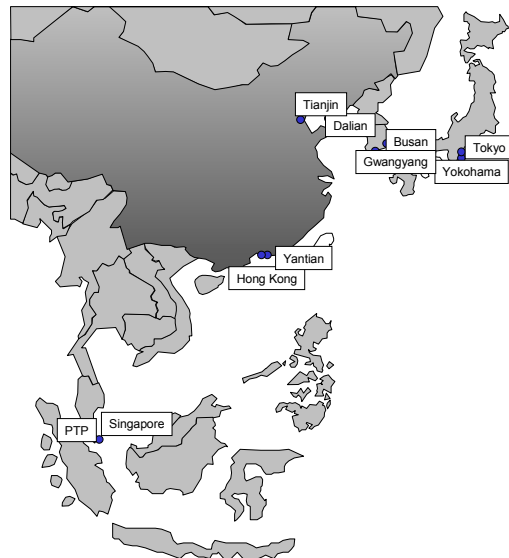 Tianjin
Dalian
Busan
Tokyo
Gwangyang
Yokohama
Yantian
Hong Kong
Singapore
PTP